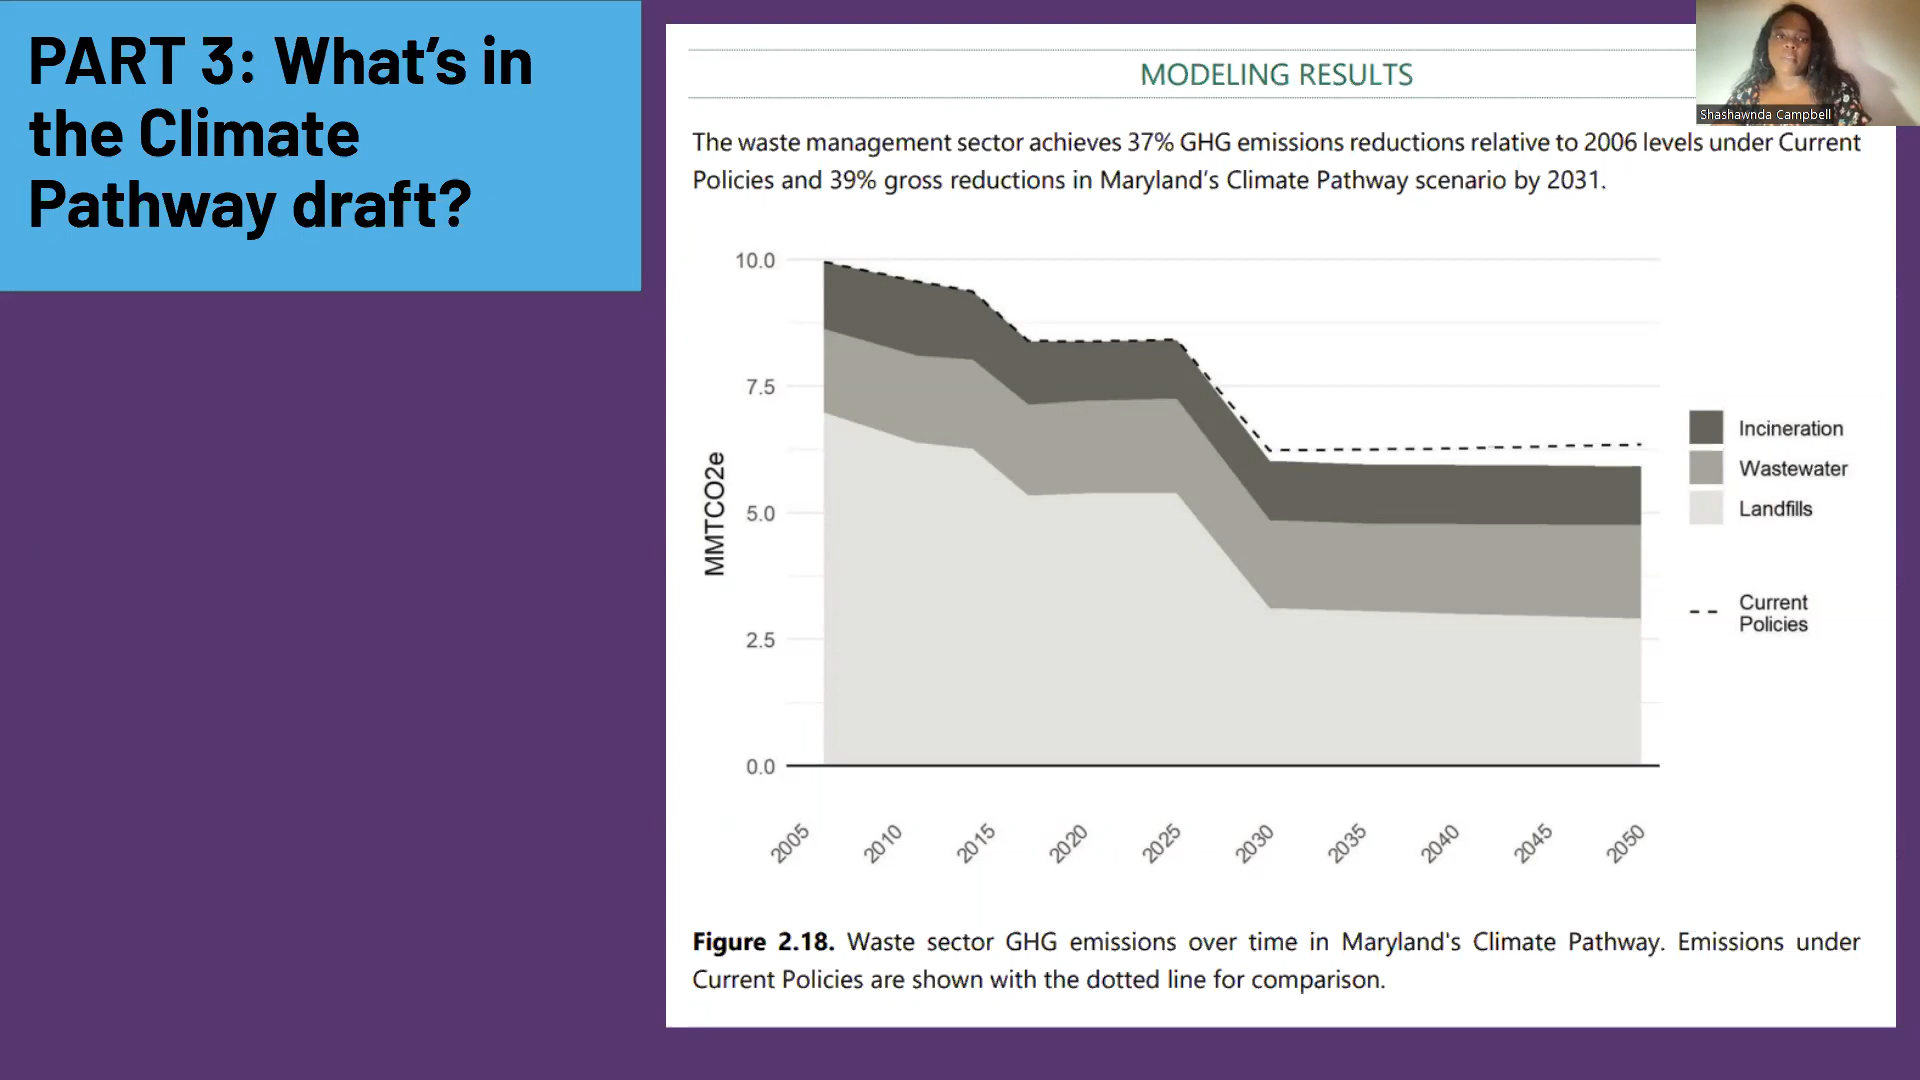 PART 3: What's in
the Climate
Pathway draft?
MODELING RESULTS
Shashawnda Campbell
The waste management sector achieves 37% GHG emissions reductions relative to 2006 levels under Current
Policies and 39% gross reductions in Maryland's Climate Pathway scenario by 2031.
10.0
7.5
5.0
2.5
0.0
MMTCO2e
2005
2010
2015
2020
2025
2030
2035
2040
2045
2050
Incineration
Wastewater
Landfills
Current
Policies
Figure 2.18. Waste sector GHG emissions over time in Maryland's Climate Pathway. Emissions under
Current Policies are shown with the dotted line for comparison.